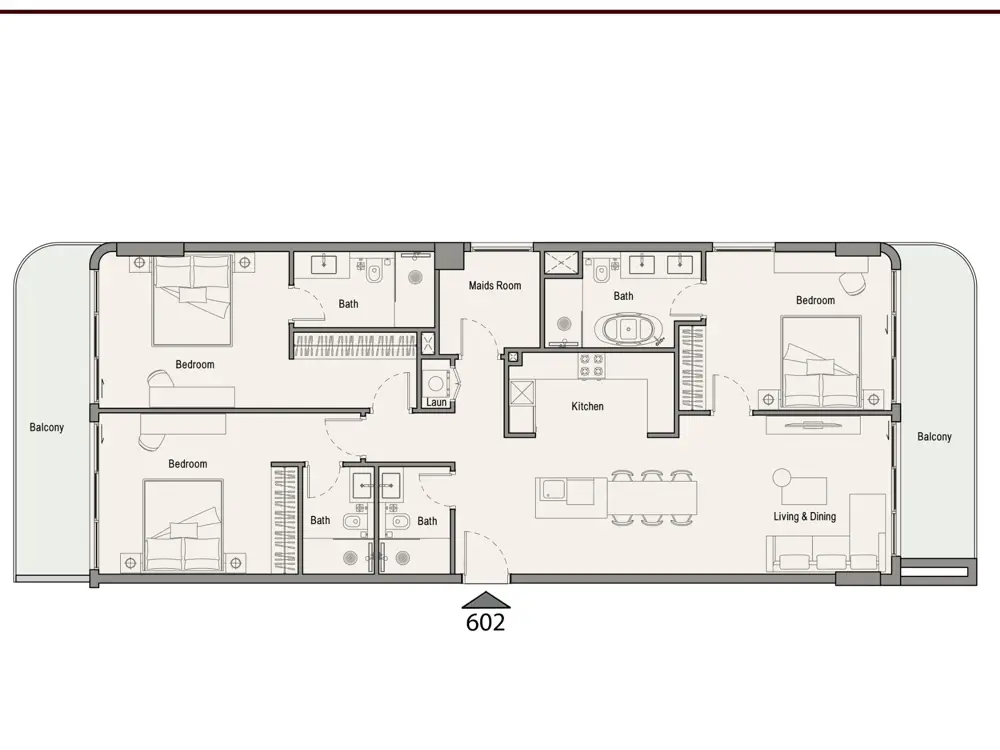 Maids Room
Bath
Bath
Bedroom
Bedroom
Laun
Kitchen
Balcony
Balcony
Bedroom
Bath
Bath
Living & Dining
602